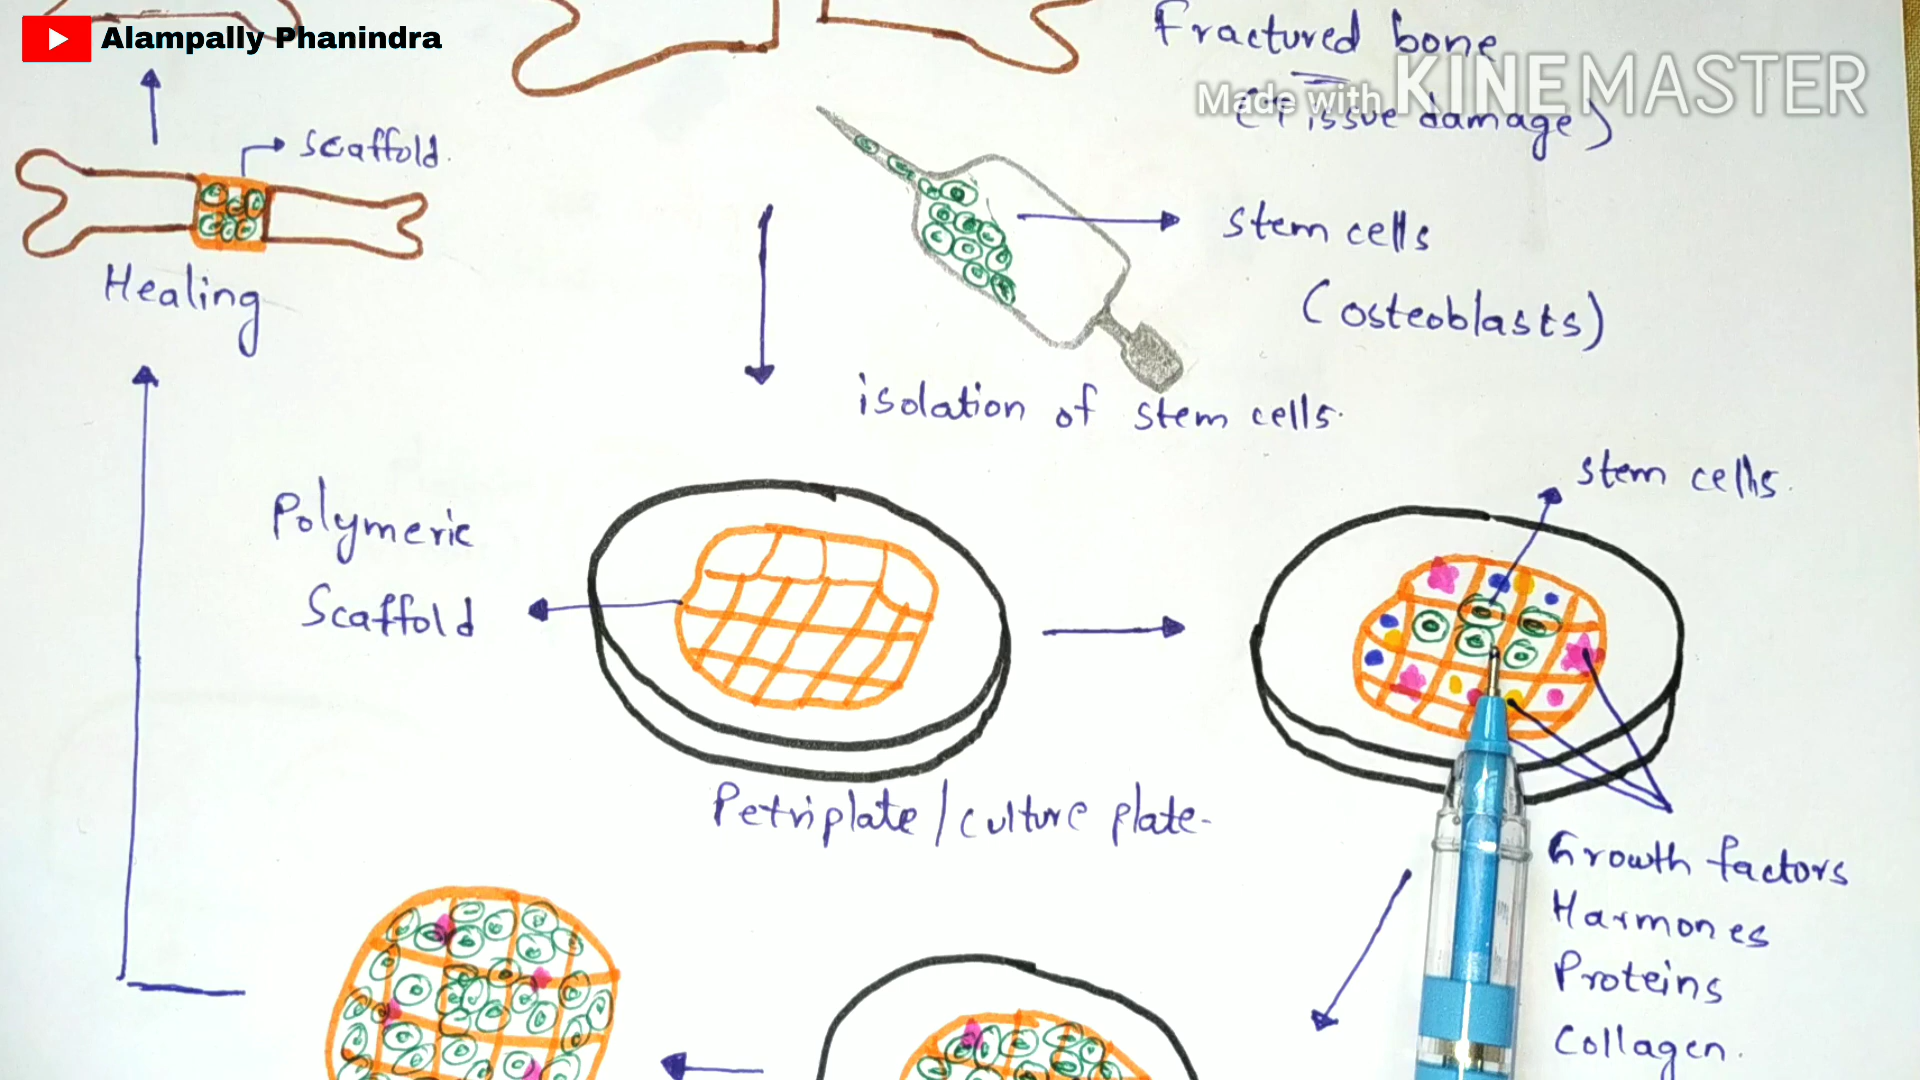 Alampally Phanindra
Fractured bone
Made with KINEMASTER
(Tissue damage)
Scaffold.
Stem cells
(osteoblasts)
Healing
isolation of stem cells.
Stem cells.
Polymeric
Scaffold
Petriplate / culture plate-
Growth factors
Harmones
Proteins
Collagen.